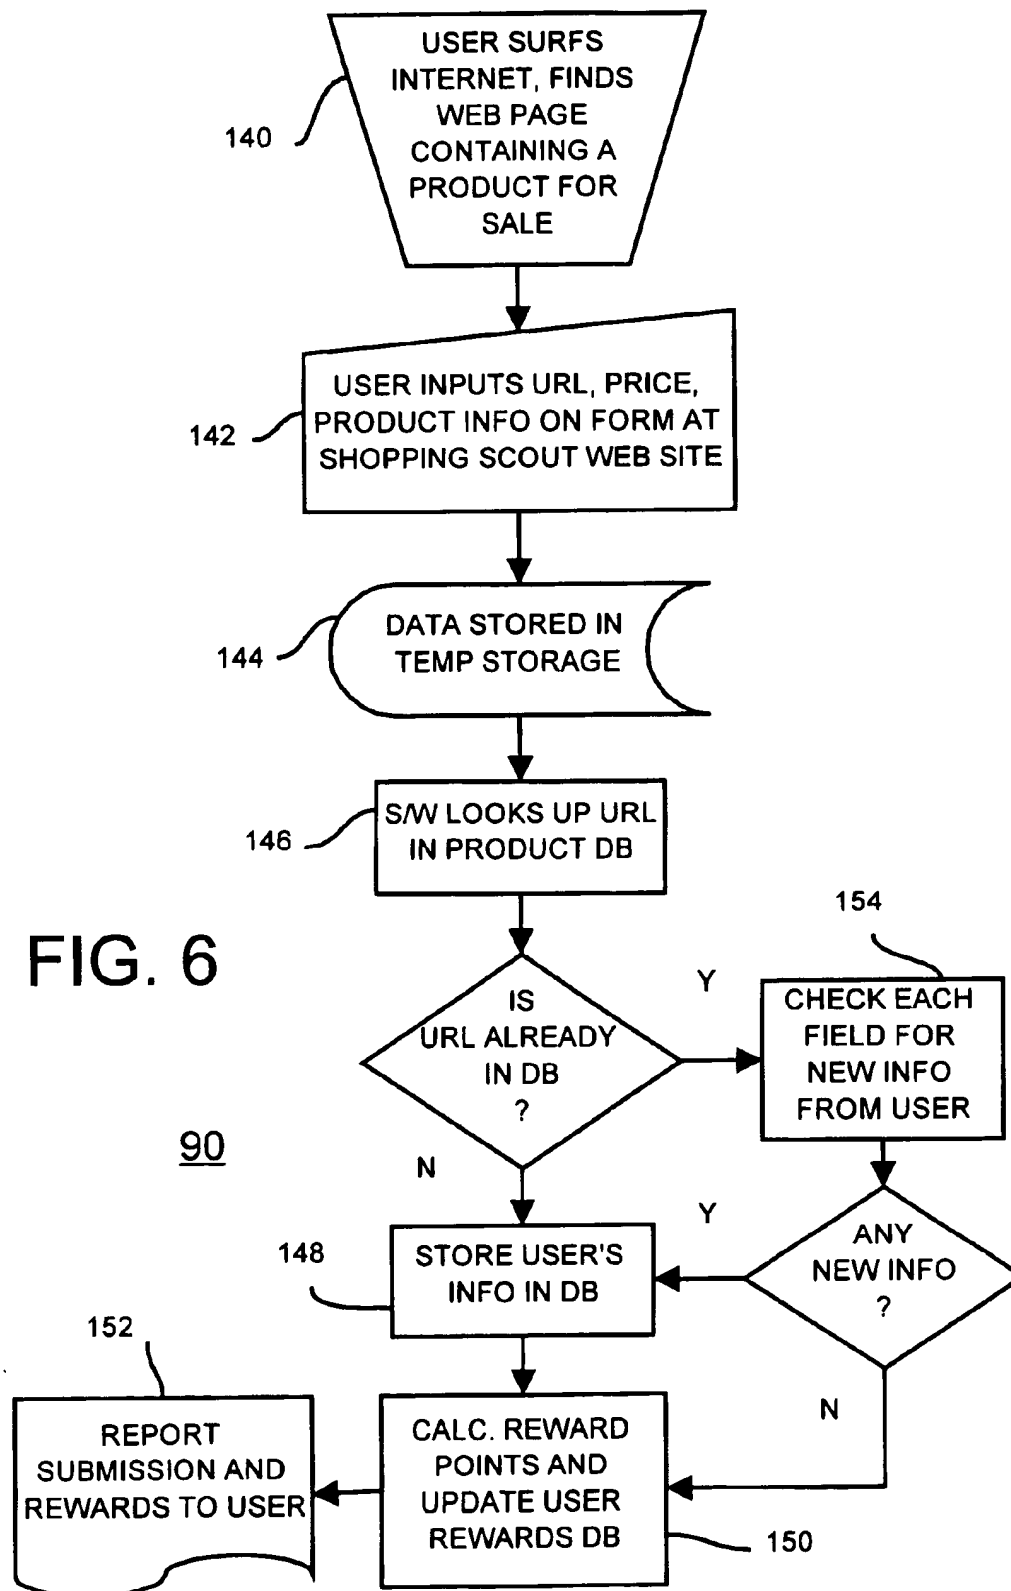 USER SURFS
INTERNET, FINDS
WEB PAGE
CONTAINING A
PRODUCT FOR
SALE
140
USER INPUTS URL, PRICE,
PRODUCT INFO ON FORM AT
SHOPPING SCOUT WEB SITE
142
DATA STORED IN
TEMP STORAGE
144
S/W LOOKS UP URL
IN PRODUCT DB
146
FIG. 6
154
IS
URL ALREADY
IN DB
?
Y
CHECK EACH
FIELD FOR
NEW INFO
FROM USER
90
N
Y
ANY
NEW INFO
?
148
STORE USER'S
INFO IN DB
152
N
REPORT
SUBMISSION AND
REWARDS TO USER
CALC. REWARD
POINTS AND
UPDATE USER
REWARDS DB
150